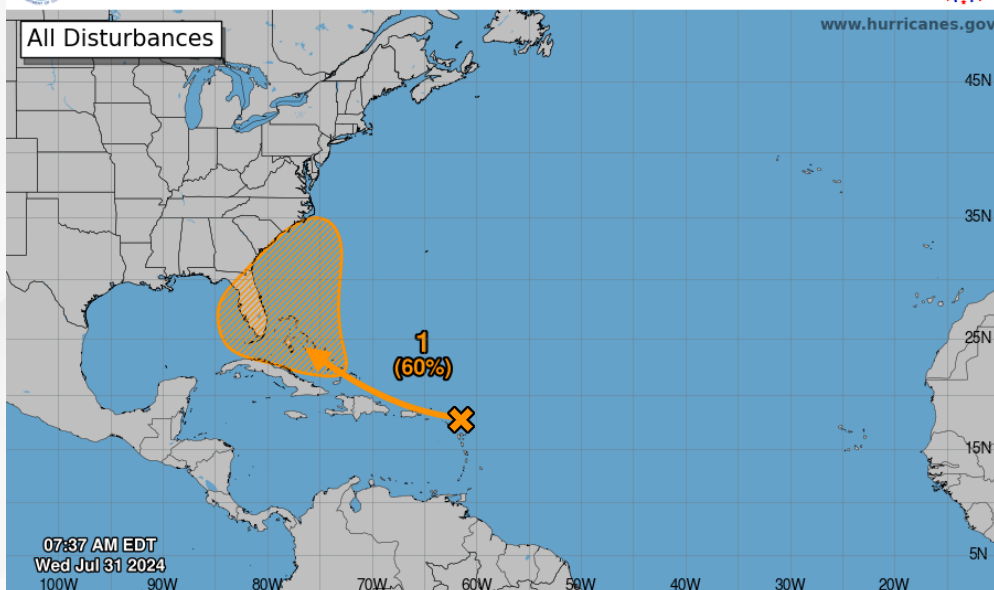 All Disturbances
www.hurricanes.gov
45N
35N
1
(60%)
25N
15N
07:37 AM EDT
Wed Jul 31 2024
5N
100W 90W 80W 70W 60W 50W 40W 30W 20W